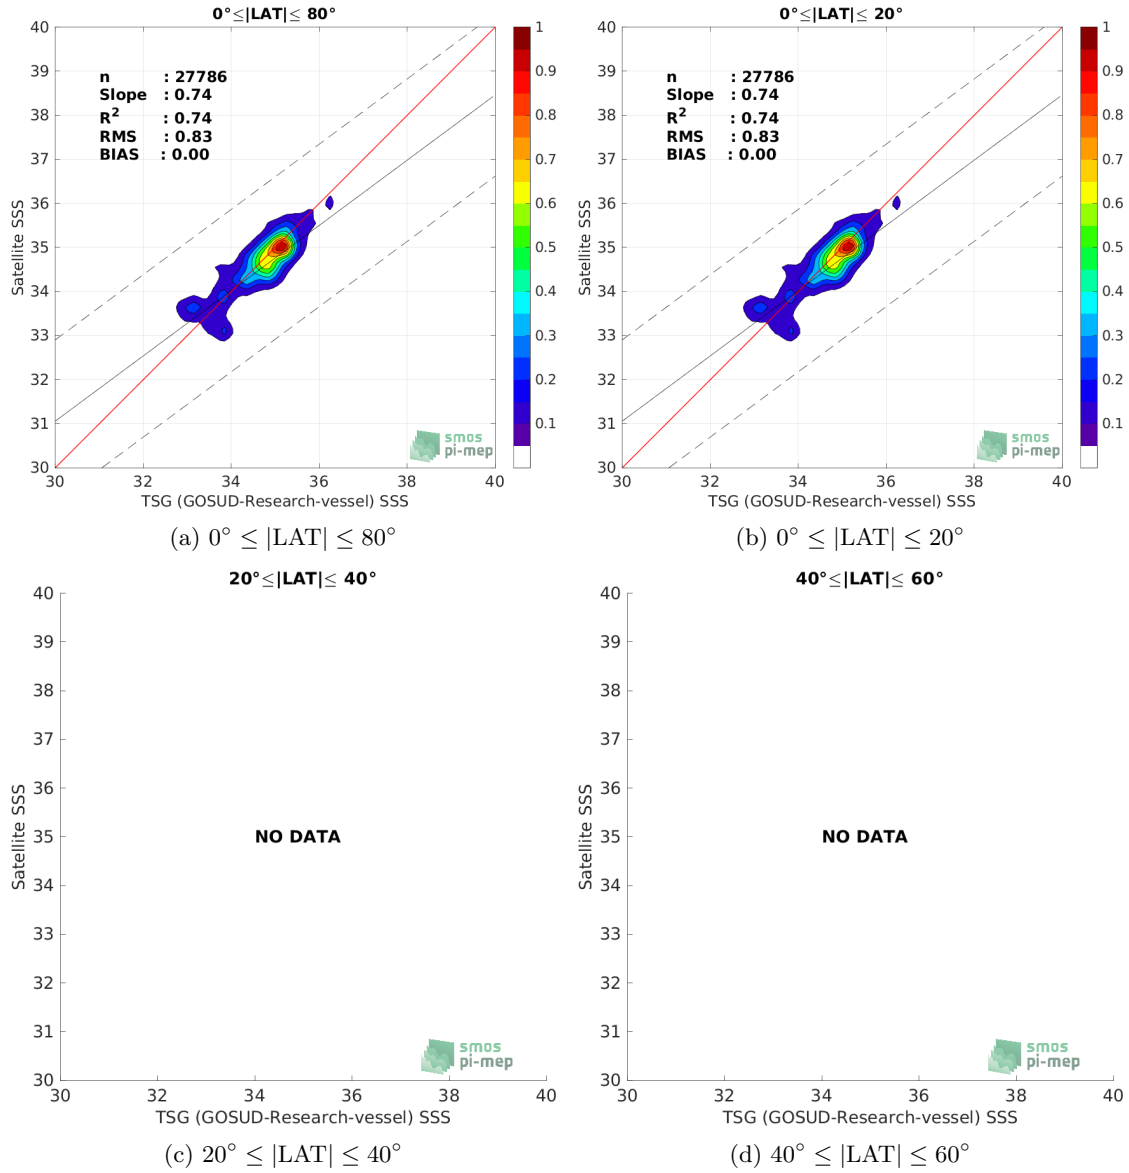 0°≤|LAT|≤ 80°
40
39
38
37
36
35
34
33
32
31
30
30
32
34
36
38
40
Satellite SSS
TSG (GOSUD-Research-vessel) SSS
n : 27786
Slope : 0.74
R² : 0.74
RMS : 0.83
BIAS : 0.00
smos
pi-mep
1
0.9
0.8
0.7
0.6
0.5
0.4
0.3
0.2
0.1
(a) 0° ≤ |LAT| ≤ 80°
0°≤|LAT|≤ 20°
40
39
38
37
36
35
34
33
32
31
30
30
32
34
36
38
40
Satellite SSS
TSG (GOSUD-Research-vessel) SSS
n : 27786
Slope : 0.74
R² : 0.74
RMS : 0.83
BIAS : 0.00
smos
pi-mep
1
0.9
0.8
0.7
0.6
0.5
0.4
0.3
0.2
0.1
(b) 0° ≤ |LAT| ≤ 20°
20°≤|LAT|≤ 40°
40
39
38
37
36
35
34
33
32
31
30
30
32
34
36
38
40
Satellite SSS
TSG (GOSUD-Research-vessel) SSS
NO DATA
smos
pi-mep
(c) 20° ≤ |LAT| ≤ 40°
40°≤|LAT|≤ 60°
40
39
38
37
36
35
34
33
32
31
30
30
32
34
36
38
40
Satellite SSS
TSG (GOSUD-Research-vessel) SSS
NO DATA
smos
pi-mep
(d) 40° ≤ |LAT| ≤ 60°